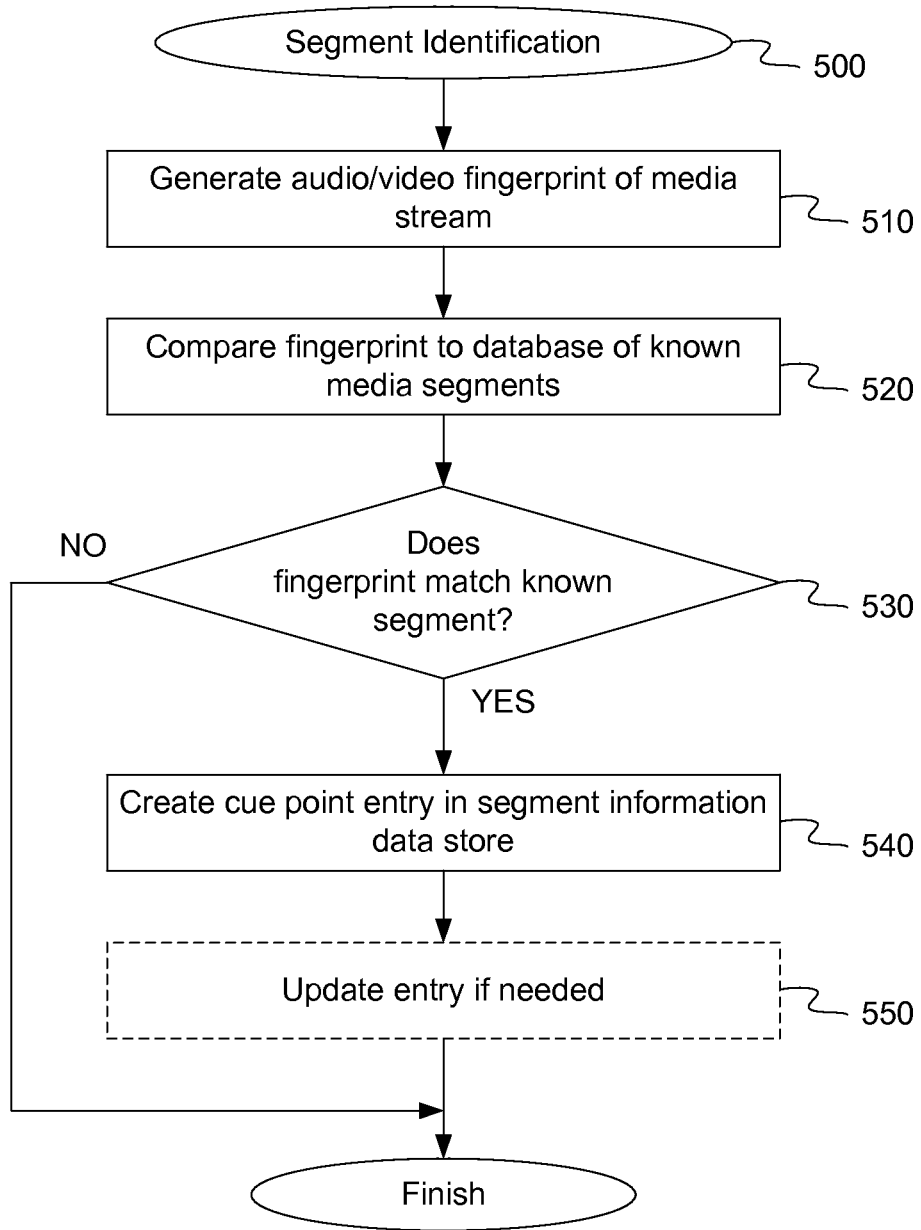 Segment Identification
500
Generate audio/video fingerprint of media
stream
510
Compare fingerprint to database of known
media segments
520
NO
Does
fingerprint match known
segment?
530
YES
Create cue point entry in segment information
data store
540
Update entry if needed
550
Finish